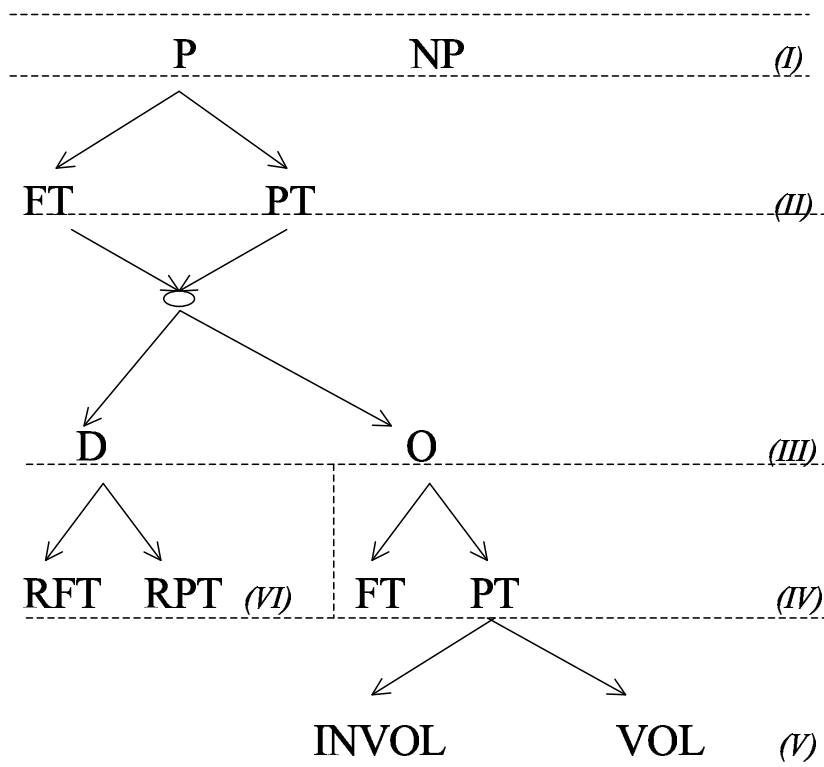 P NP (I)
FT PT (II)
D O (III)
RFT RPT (VI) FT PT (IV)
INVOL VOL (V)